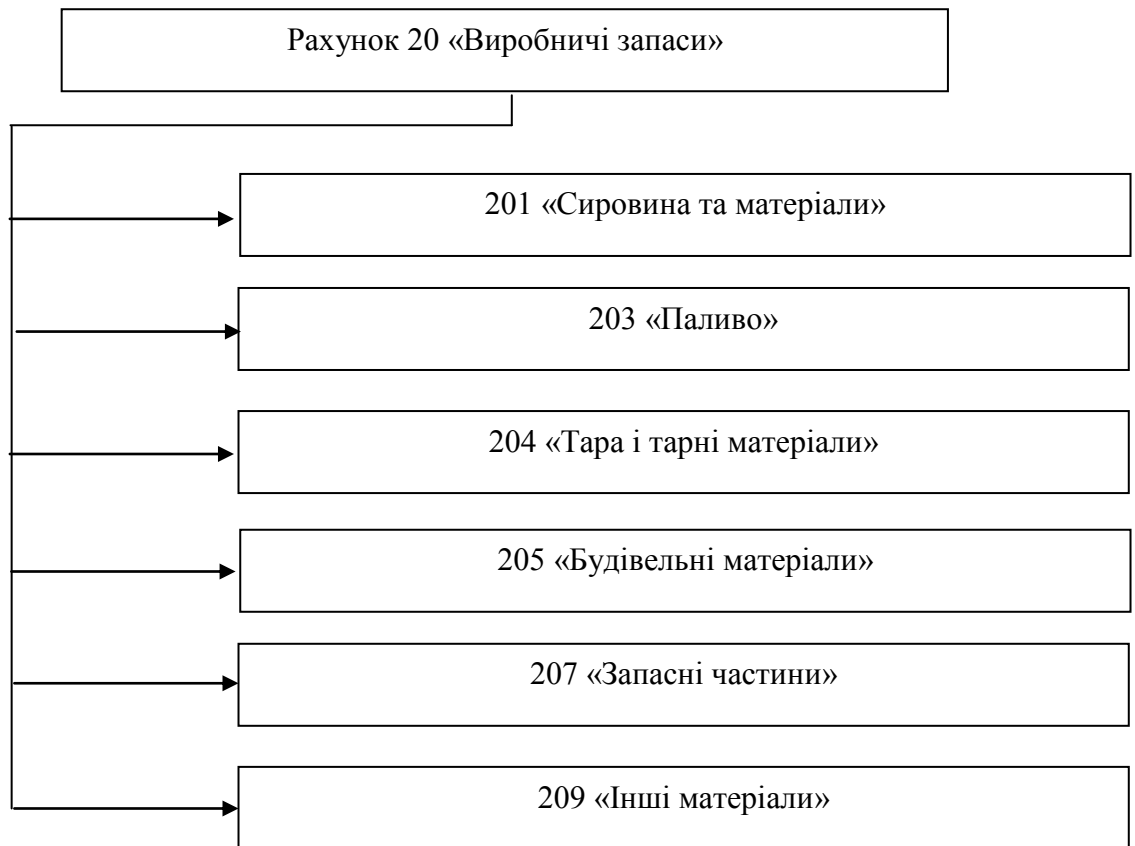 Рахунок 20 «Виробничі запаси»
201 «Сировина та матеріали»
203 «Паливо»
204 «Тара і тарні матеріали»
205 «Будівельні матеріали»
207 «Запасні частини»
209 «Інші матеріали»